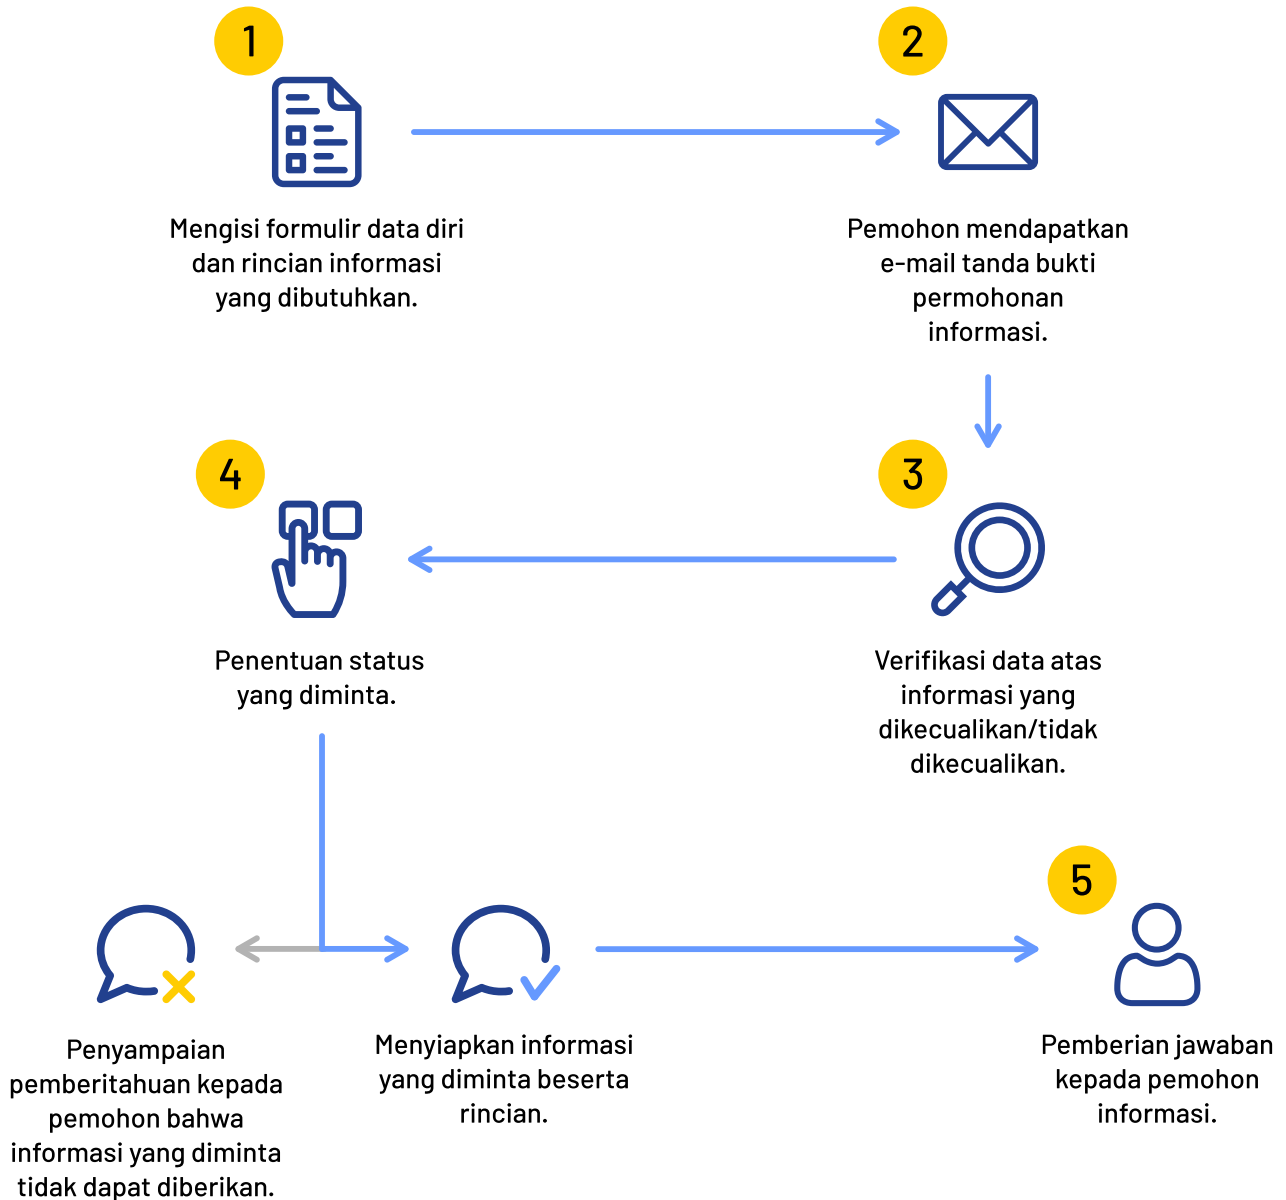 1
Mengisi formulir data diri
dan rincian informasi
yang dibutuhkan.
2
Pemohon mendapatkan
e-mail tanda bukti
permohonan
informasi.
3
Verifikasi data atas
informasi yang
dikecualikan/tidak
dikecualikan.
4
Penentuan status
yang diminta.
Penyampaian
pemberitahuan kepada
pemohon bahwa
informasi yang diminta
tidak dapat diberikan.
Menyiapkan informasi
yang diminta beserta
rincian.
5
Pemberian jawaban
kepada pemohon
informasi.